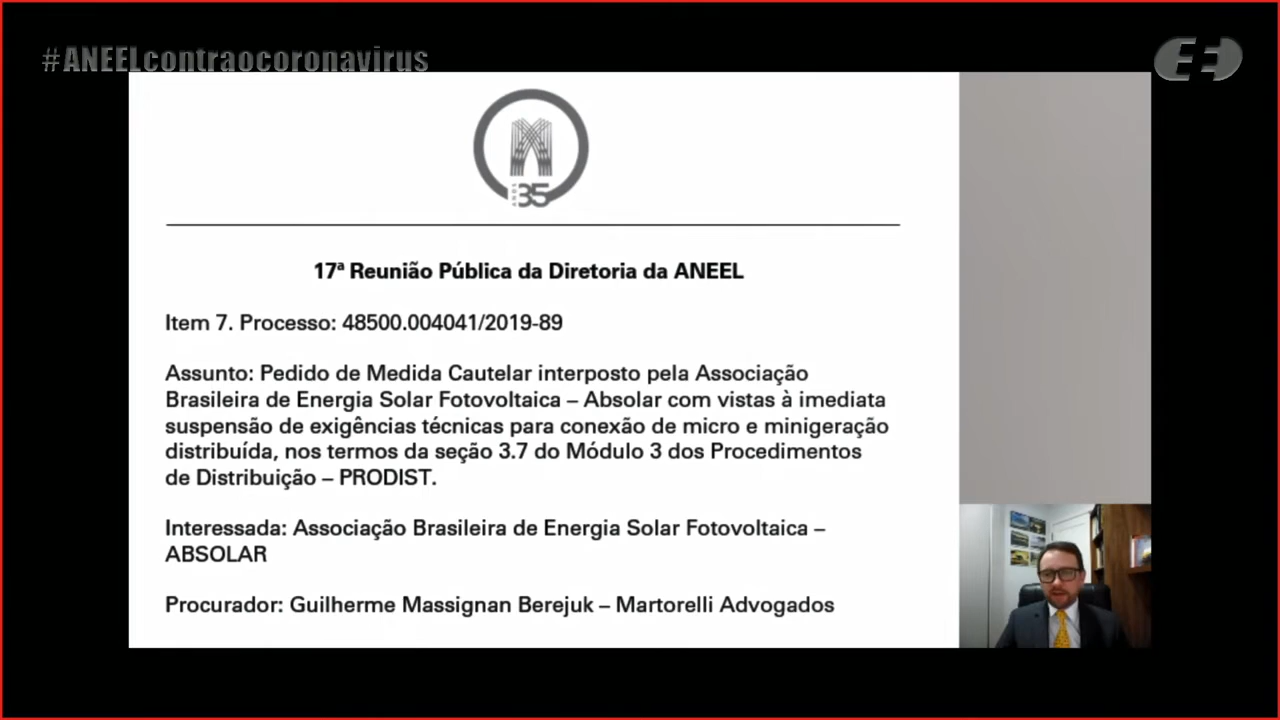 #ANEELcontraocoronavirus
ANOS 35
17ª Reunião Pública da Diretoria da ANEEL
Item 7. Processo: 48500.004041/2019-89
Assunto: Pedido de Medida Cautelar interposto pela Associação
Brasileira de Energia Solar Fotovoltaica – Absolar com vistas à imediata
suspensão de exigências técnicas para conexão de micro e minigeração
distribuída, nos termos da seção 3.7 do Módulo 3 dos Procedimentos
de Distribuição – PRODIST.
Interessada: Associação Brasileira de Energia Solar Fotovoltaica –
ABSOLAR
Procurador: Guilherme Massignan Berejuk – Martorelli Advogados